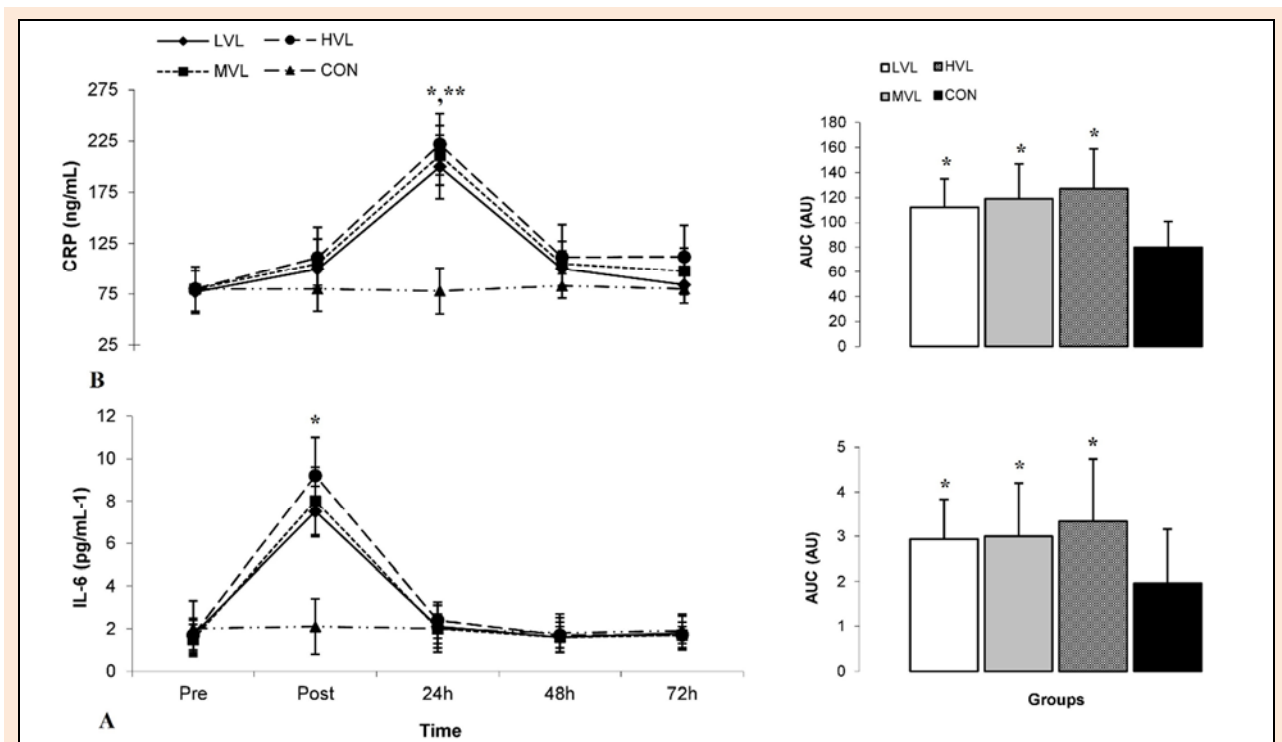 LVL HVL
MVL CON
275
225
175
125
75
25
CRP (ng/mL)
*,**
B
LVL HVL
MVL CON
180
160
140
120
100
80
60
40
20
0
AUC (AU)
* * *
12
10
8
6
4
2
0
IL-6 (pg/mL-1)
*
Pre Post 24h 48h 72h
A
Time
5
4
3
2
1
0
AUC (AU)
* * *
Groups